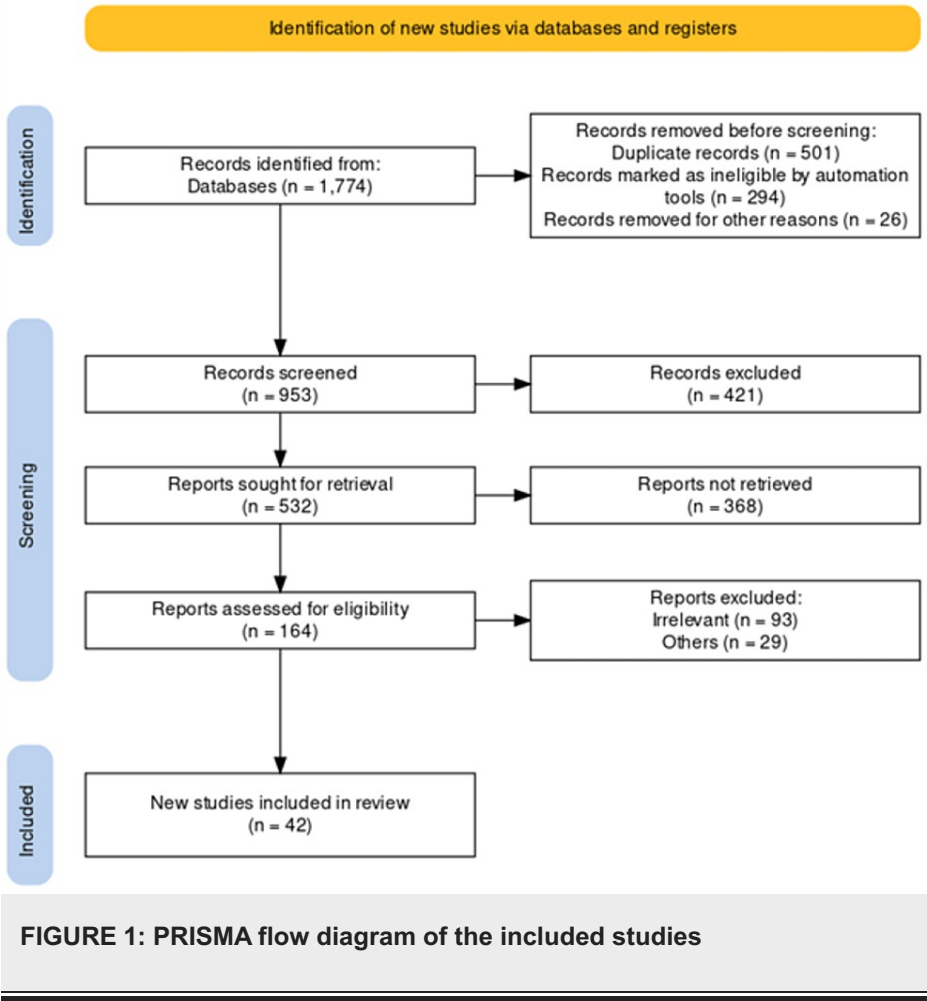 Identification of new studies via databases and registers
Identification
Records identified from:
Databases (n = 1,774)
Records removed before screening:
Duplicate records (n = 501)
Records marked as ineligible by automation
tools (n = 294)
Records removed for other reasons (n = 26)
Screening
Records screened
(n = 953)
Records excluded
(n = 421)
Reports sought for retrieval
(n = 532)
Reports not retrieved
(n = 368)
Reports assessed for eligibility
(n = 164)
Reports excluded:
Irrelevant (n = 93)
Others (n = 29)
Included
New studies included in review
(n = 42)
FIGURE 1: PRISMA flow diagram of the included studies